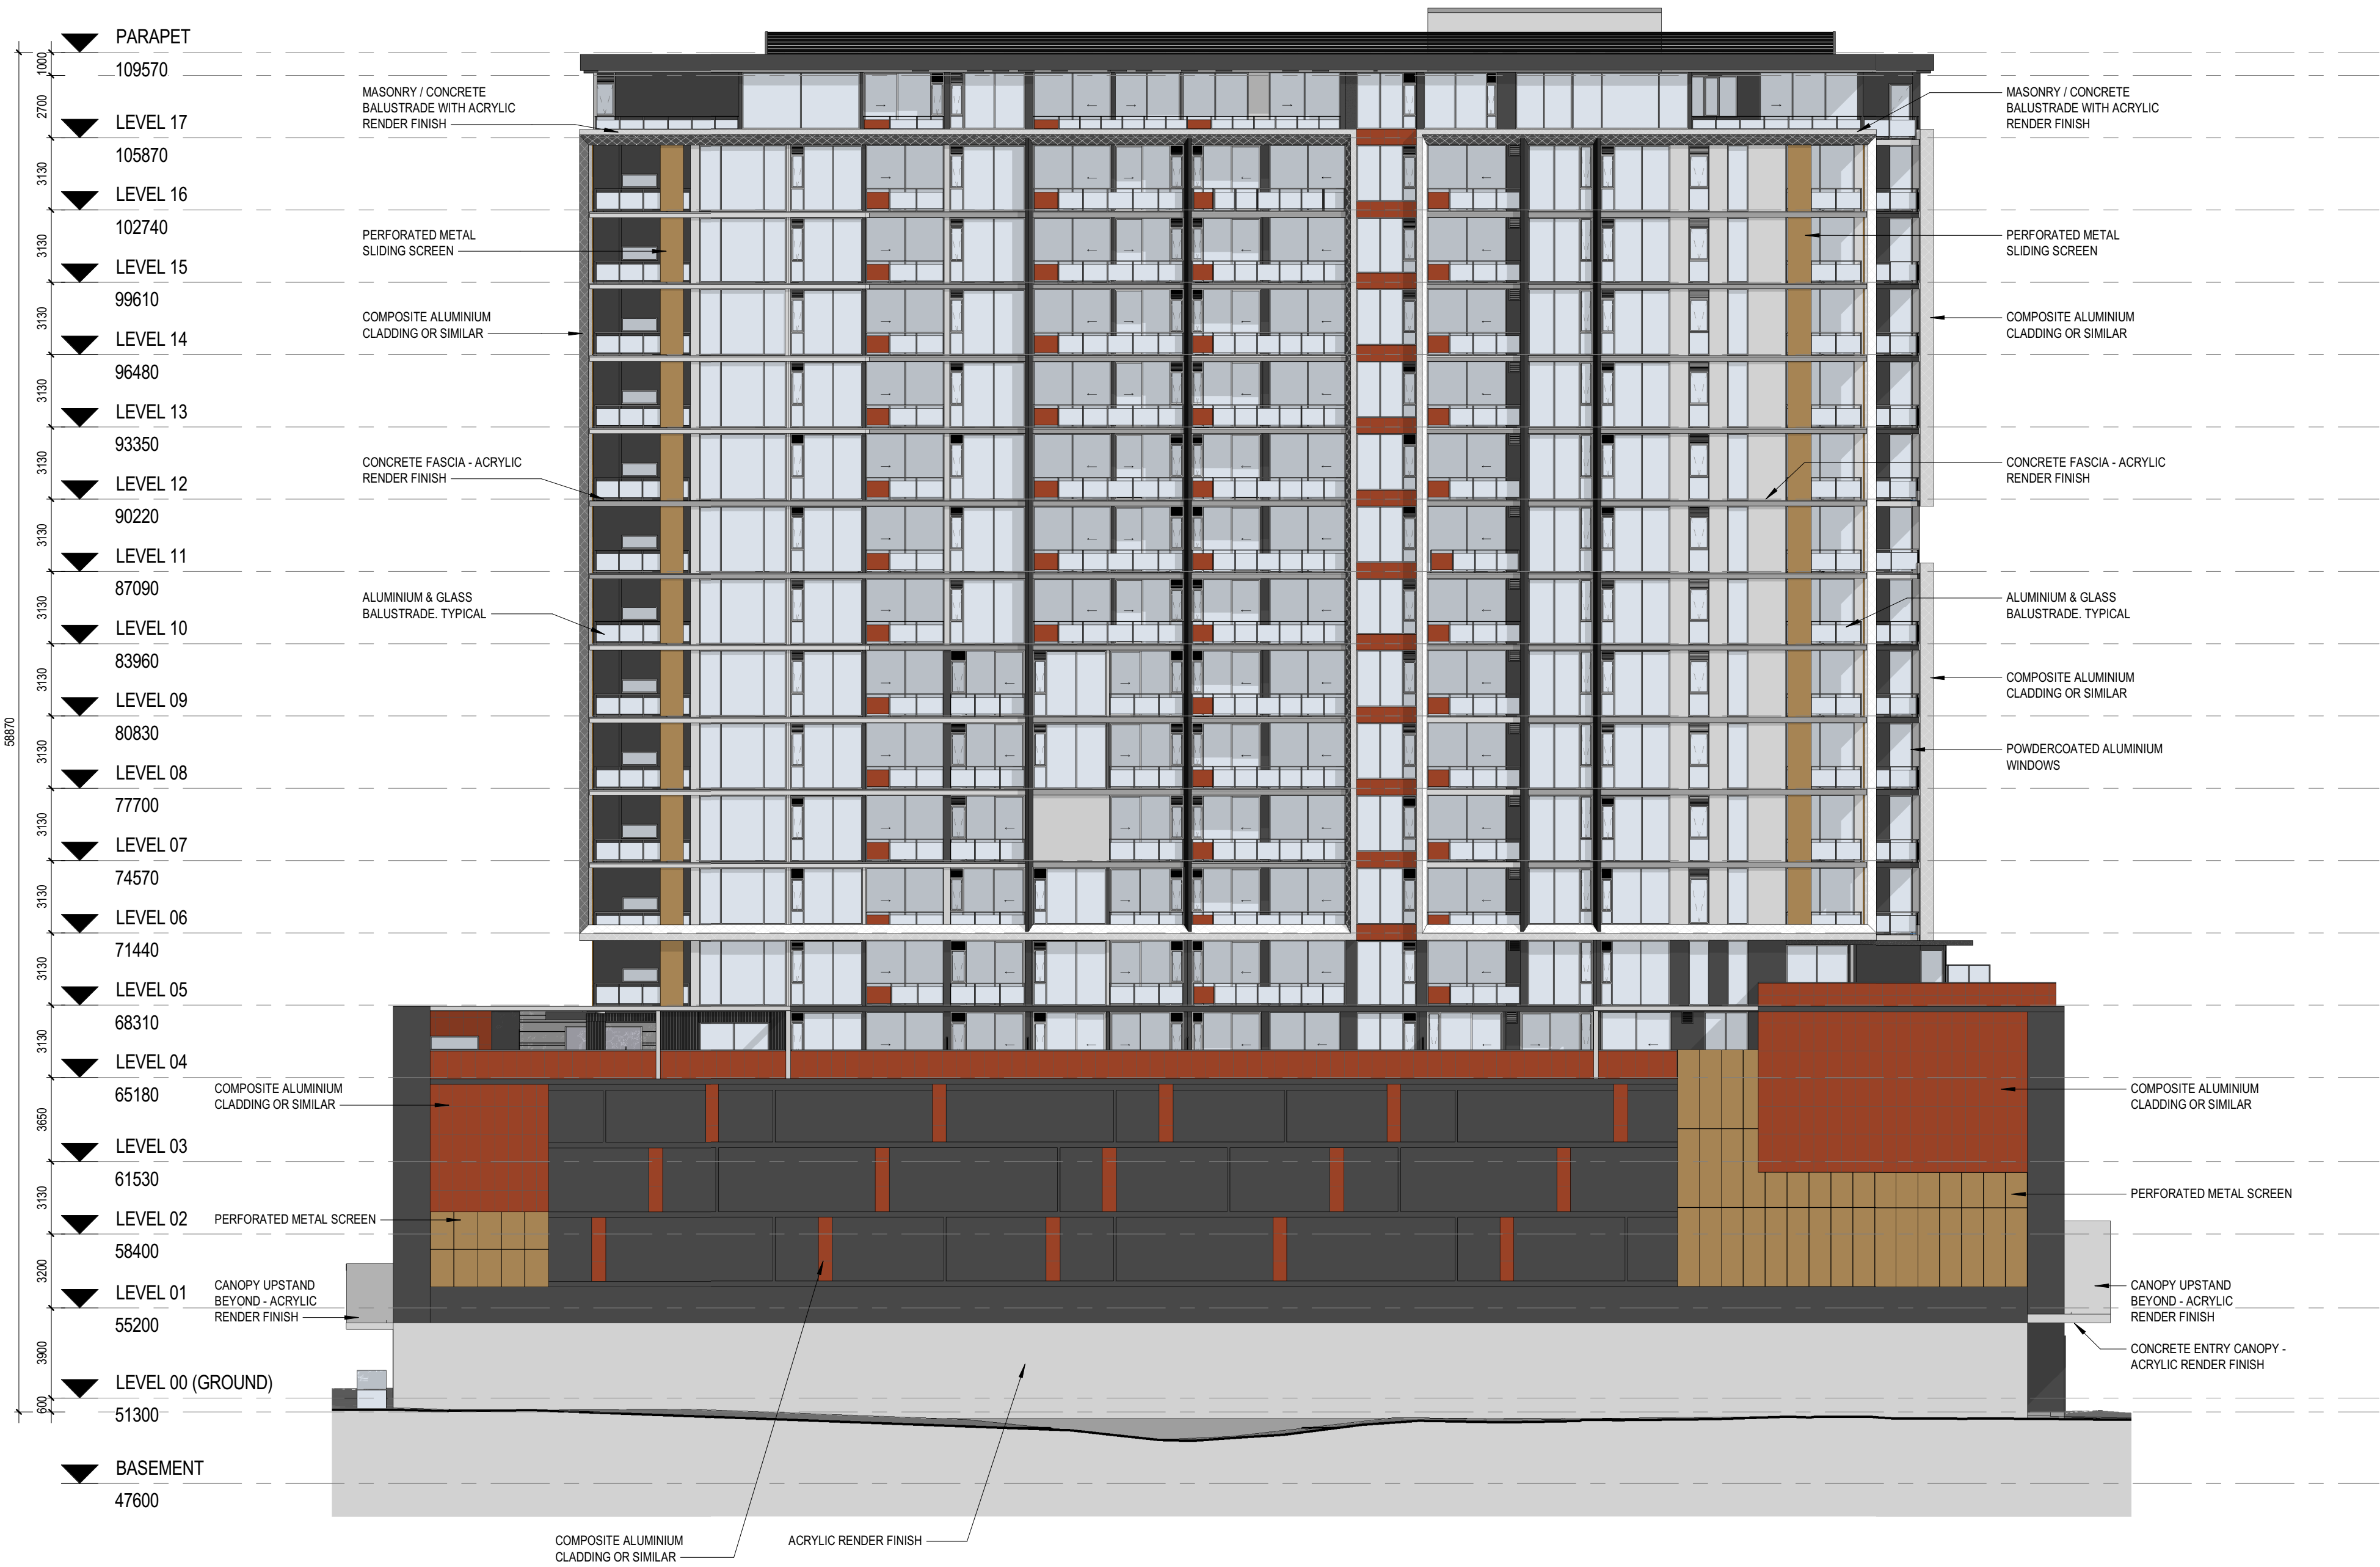 PARAPET
109570
LEVEL 17
105870
LEVEL 16
102740
LEVEL 15
99610
LEVEL 14
96480
LEVEL 13
93350
LEVEL 12
90220
LEVEL 11
87090
LEVEL 10
83960
LEVEL 09
80830
LEVEL 08
77700
LEVEL 07
74570
LEVEL 06
71440
LEVEL 05
68310
LEVEL 04
65180
LEVEL 03
61530
LEVEL 02
58400
LEVEL 01
55200
LEVEL 00 (GROUND)
51300
BASEMENT
47600
58870
1000
2700
3130
3130
3130
3130
3130
3130
3130
3130
3130
3130
3130
3130
3130
3650
3130
3200
3900
600
MASONRY / CONCRETE
BALUSTRADE WITH ACRYLIC
RENDER FINISH
PERFORATED METAL
SLIDING SCREEN
COMPOSITE ALUMINIUM
CLADDING OR SIMILAR
CONCRETE FASCIA - ACRYLIC
RENDER FINISH
ALUMINIUM & GLASS
BALUSTRADE. TYPICAL
COMPOSITE ALUMINIUM
CLADDING OR SIMILAR
PERFORATED METAL SCREEN
CANOPY UPSTAND
BEYOND - ACRYLIC
RENDER FINISH
COMPOSITE ALUMINIUM
CLADDING OR SIMILAR
ACRYLIC RENDER FINISH
MASONRY / CONCRETE
BALUSTRADE WITH ACRYLIC
RENDER FINISH
PERFORATED METAL
SLIDING SCREEN
COMPOSITE ALUMINIUM
CLADDING OR SIMILAR
CONCRETE FASCIA - ACRYLIC
RENDER FINISH
ALUMINIUM & GLASS
BALUSTRADE. TYPICAL
COMPOSITE ALUMINIUM
CLADDING OR SIMILAR
POWDERCOATED ALUMINIUM
WINDOWS
COMPOSITE ALUMINIUM
CLADDING OR SIMILAR
PERFORATED METAL SCREEN
CANOPY UPSTAND
BEYOND - ACRYLIC
RENDER FINISH
CONCRETE ENTRY CANOPY -
ACRYLIC RENDER FINISH